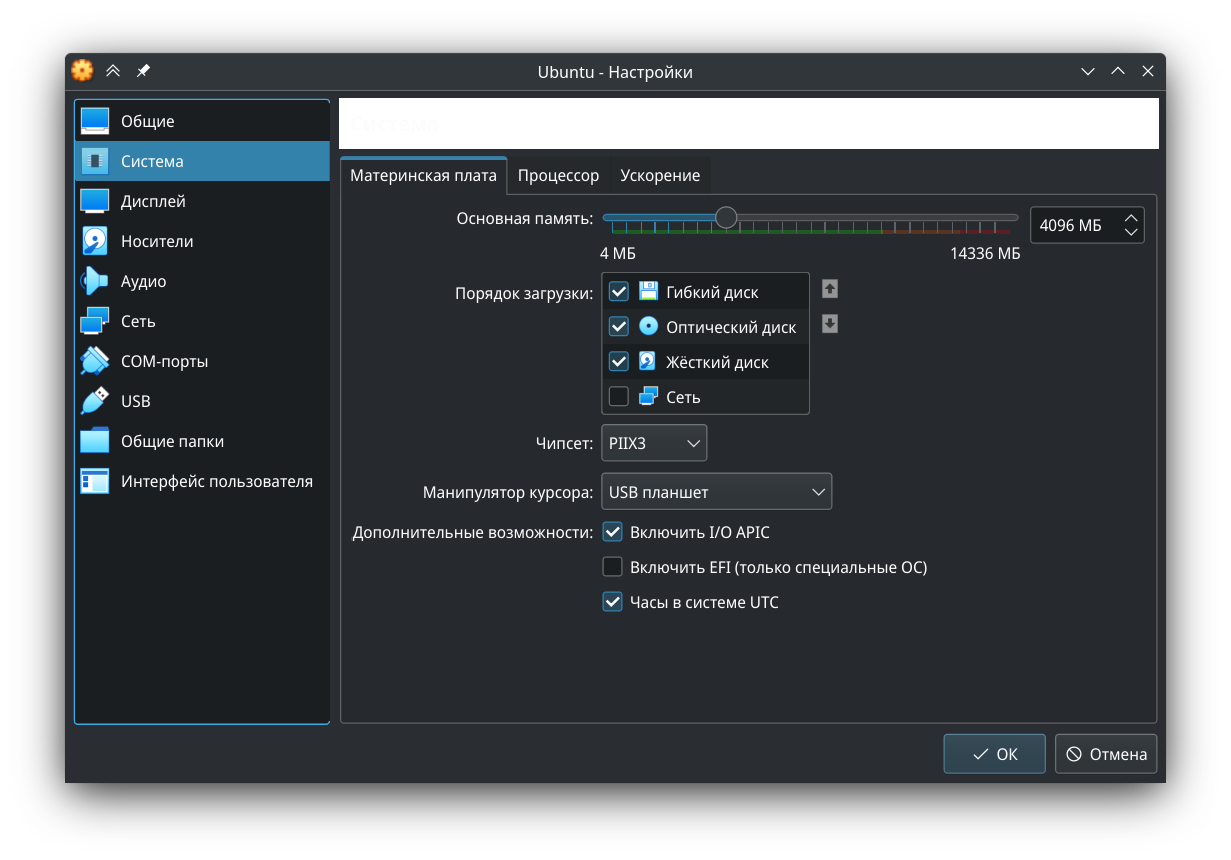 Ubuntu - Настройки
Общие
Система
Дисплей
Носители
Аудио
Сеть
COM-порты
USB
Общие папки
Интерфейс пользователя
Система
Материнская плата Процессор Ускорение
Основная память: 4096 МБ
4 МБ 14336 МБ
Порядок загрузки: Гибкий диск
Оптический диск
Жёсткий диск
Сеть
Чипсет: PIIX3
Манипулятор курсора: USB планшет
Дополнительные возможности: Включить I/O APIC
Включить EFI (только специальные ОС)
Часы в системе UTC
ОК Отмена